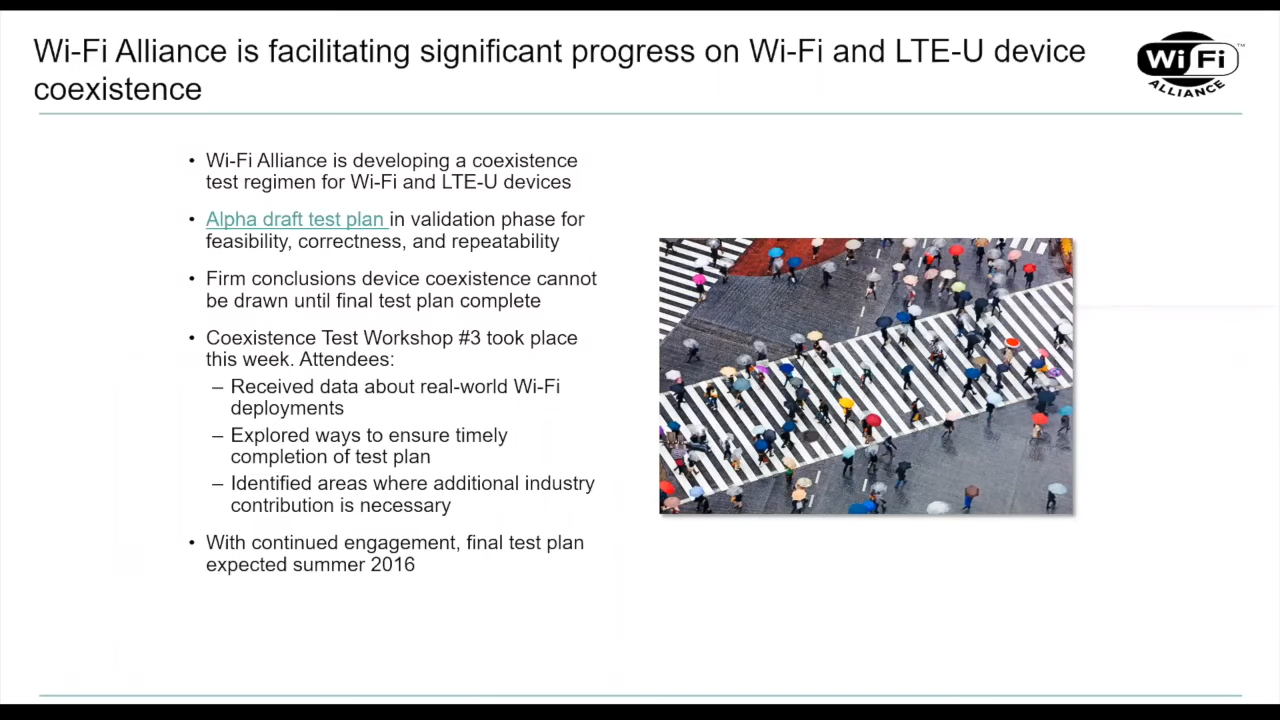 Wi-Fi Alliance is facilitating significant progress on Wi-Fi and LTE-U device
coexistence
Wi Fi
ALLIANCE
™
• Wi-Fi Alliance is developing a coexistence
test regimen for Wi-Fi and LTE-U devices
• Alpha draft test plan in validation phase for
feasibility, correctness, and repeatability
• Firm conclusions device coexistence cannot
be drawn until final test plan complete
• Coexistence Test Workshop #3 took place
this week. Attendees:
– Received data about real-world Wi-Fi
deployments
– Explored ways to ensure timely
completion of test plan
– Identified areas where additional industry
contribution is necessary
• With continued engagement, final test plan
expected summer 2016